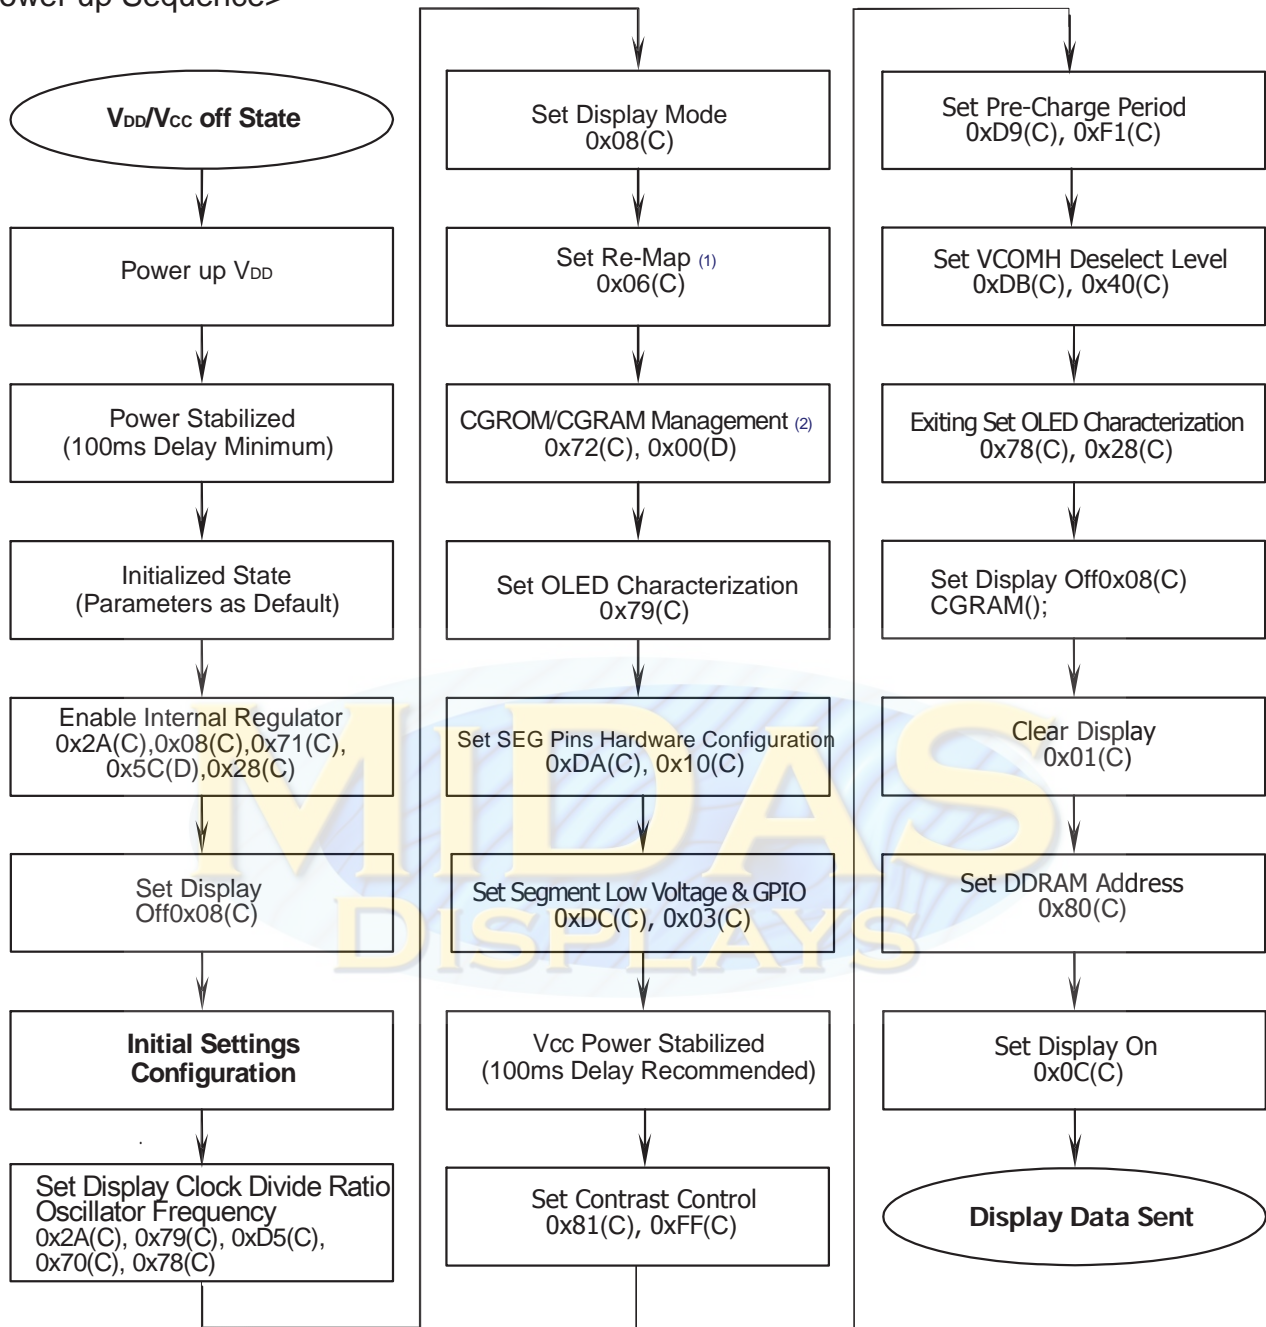 ower up Sequence>
VDD/VCC off State
Power up VDD
Power Stabilized
(100ms Delay Minimum)
Initialized State
(Parameters as Default)
Enable Internal Regulator
0x2A(C),0x08(C),0x71(C),
0x5C(D),0x28(C)
Set Display
Off0x08(C)
Initial Settings
Configuration
Set Display Clock Divide Ratio
Oscillator Frequency
0x2A(C), 0x79(C), 0xD5(C),
0x70(C), 0x78(C)
Set Display Mode
0x08(C)
Set Re-Map (1)
0x06(C)
CGROM/CGRAM Management (2)
0x72(C), 0x00(D)
Set OLED Characterization
0x79(C)
Set SEG Pins Hardware Configuration
0xDA(C), 0x10(C)
Set Segment Low Voltage & GPIO
0xDC(C), 0x03(C)
Vcc Power Stabilized
(100ms Delay Recommended)
Set Contrast Control
0x81(C), 0xFF(C)
Set Pre-Charge Period
0xD9(C), 0xF1(C)
Set VCOMH Deselect Level
0xDB(C), 0x40(C)
Exiting Set OLED Characterization
0x78(C), 0x28(C)
Set Display Off0x08(C)
CGRAM();
Clear Display
0x01(C)
Set DDRAM Address
0x80(C)
Set Display On
0x0C(C)
Display Data Sent
MIDAS
DISPLAYS